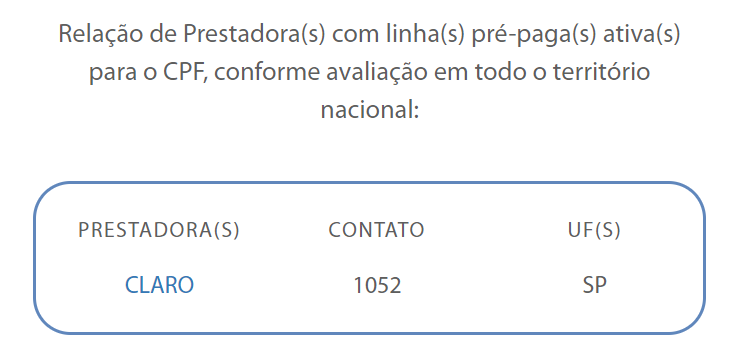 Relação de Prestadora(s) com linha(s) pré-paga(s) ativa(s)
para o CPF, conforme avaliação em todo o território
nacional:
PRESTADORA(S) CONTATO UF(S)
CLARO 1052 SP